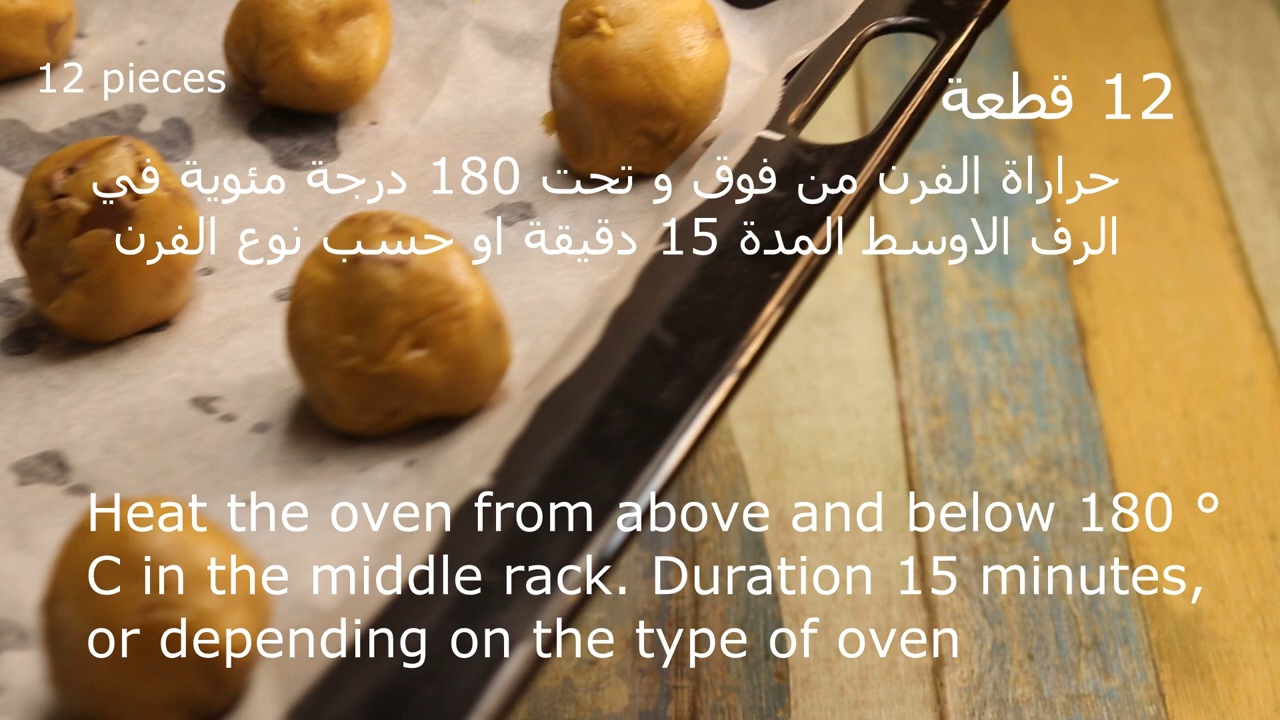 12 pieces
12 قطعة
حراراة الفرن من فوق و تحت 180 درجة مئوية في
الرف الاوسط المدة 15 دقيقة او حسب نوع الفرن
Heat the oven from above and below 180 °
C in the middle rack. Duration 15 minutes,
or depending on the type of oven